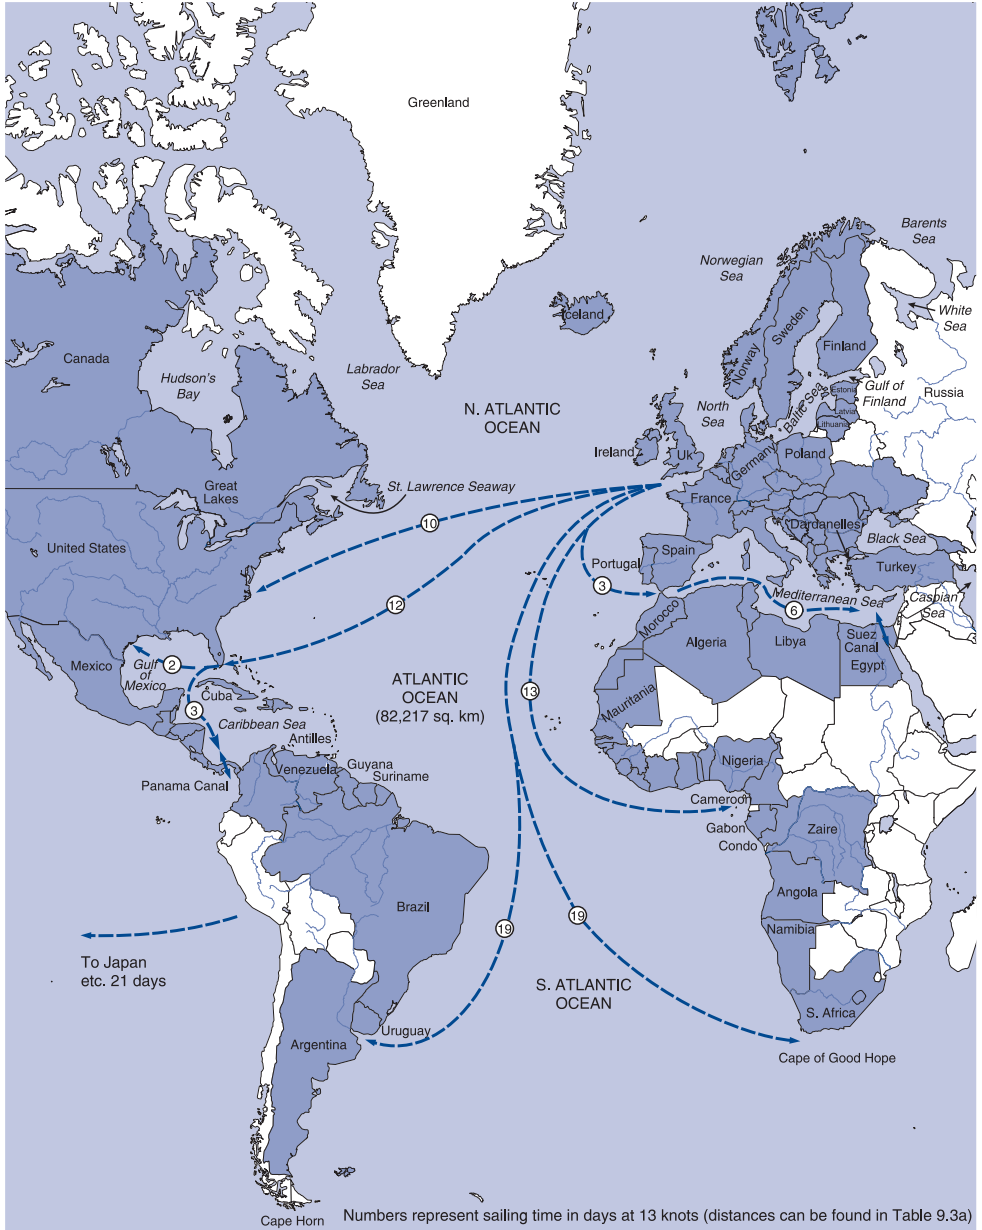 Greenland
Barents
Sea
Norwegian
Sea
Iceland
White
Sea
Canada
Hudson's
Bay
Labrador
Sea
Norway
Sweden
Finland
N. ATLANTIC
OCEAN
North
Sea
Baltic Sea
Gulf of
Finland
Estonia
Latvia
Lithuania
Russia
Ireland
Uk
Germany
Poland
Great
Lakes
St. Lawrence Seaway
France
10
Dardanelles
Black Sea
United States
Portugal
Spain
Turkey
3
12
6
Mediterranean Sea
Caspian
Sea
Morocco
Algeria
Libya
Suez
Canal
Egypt
Mexico
2
Gulf
of
Mexico
Cuba
3
ATLANTIC
OCEAN
(82,217 sq. km)
13
Mauritania
Caribbean Sea
Antilles
Panama Canal
Venezuela
Guyana
Suriname
Nigeria
Cameroon
Gabon
Condo
Zaire
Angola
Brazil
19
19
Namibia
To Japan
etc. 21 days
S. ATLANTIC
OCEAN
S. Africa
Uruguay
Argentina
Cape of Good Hope
Cape Horn
Numbers represent sailing time in days at 13 knots (distances can be found in Table 9.3a)